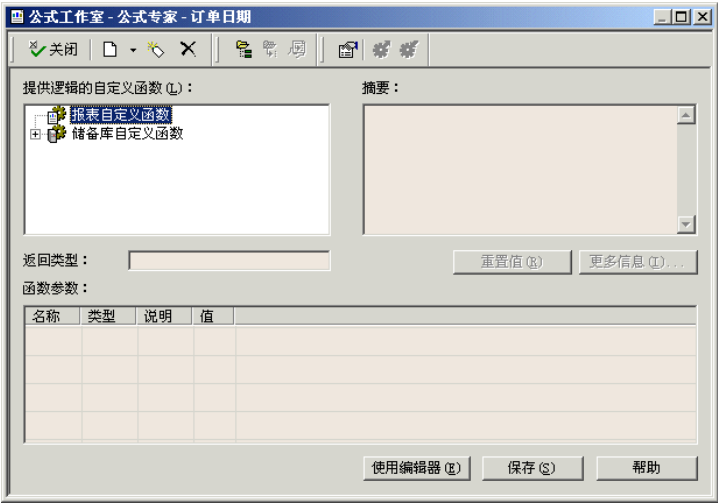 公式工作室 - 公式专家 - 订单日期
关闭
提供逻辑的自定义函数(L)：
摘要：
报表自定义函数
储备库自定义函数
返回类型：
重置值(R)
更多信息(I)...
函数参数：
名称 类型 说明 值
使用编辑器(E)
保存(S)
帮助